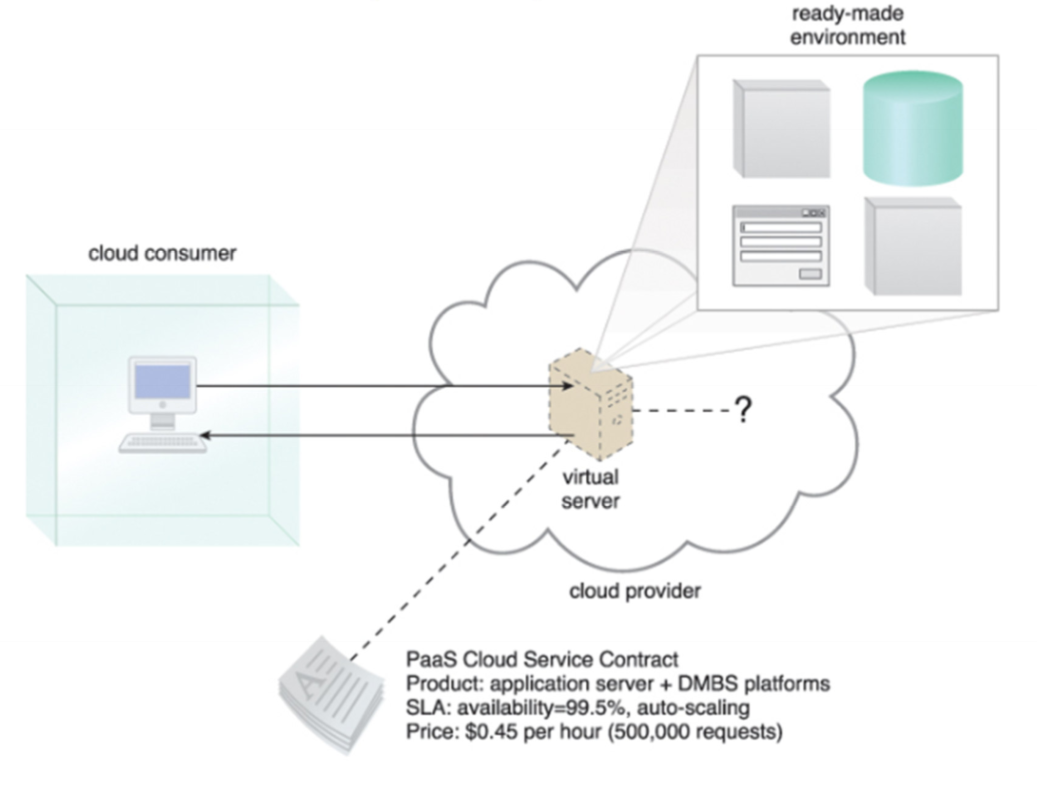 ready-made
environment
cloud consumer
?
virtual
server
cloud provider
A
PaaS Cloud Service Contract
Product: application server + DMBS platforms
SLA: availability=99.5%, auto-scaling
Price: $0.45 per hour (500,000 requests)